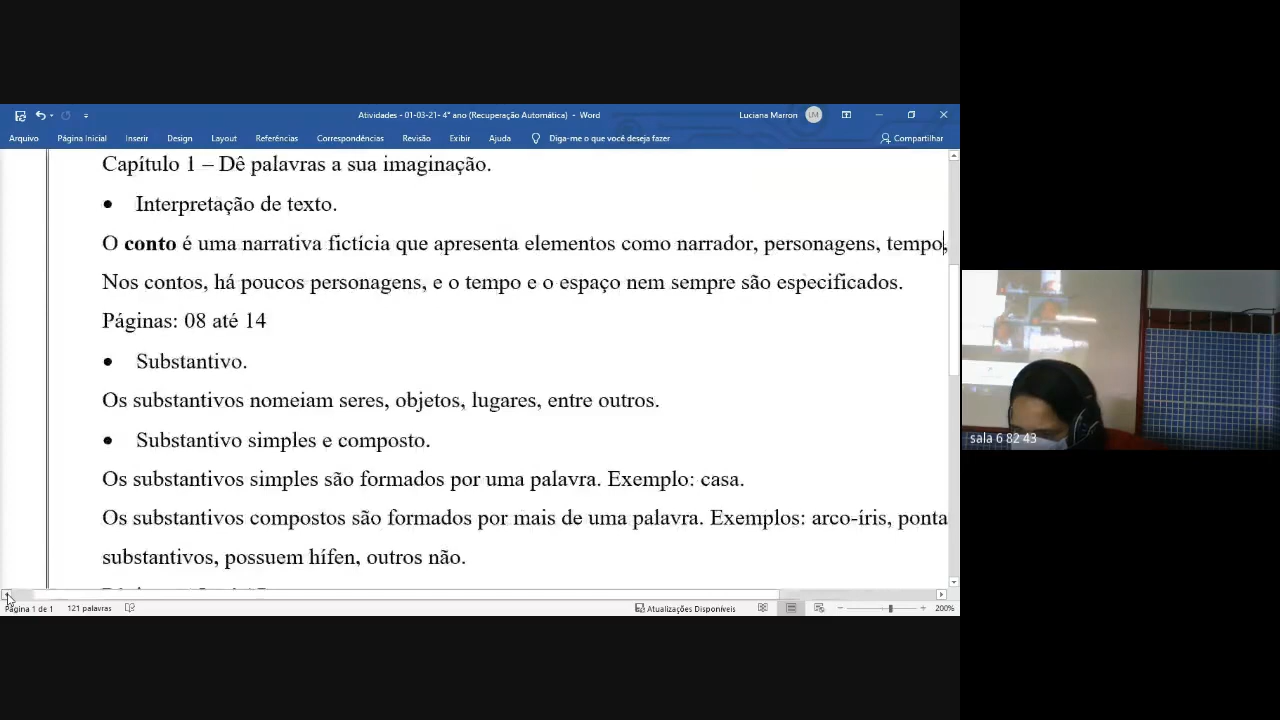 Atividades - 01-03-21- 4° ano (Recuperação Automática) - Word
Luciana Marron
LM
Arquivo
Página Inicial
Inserir
Design
Layout
Referências
Correspondências
Revisão
Exibir
Ajuda
Diga-me o que você deseja fazer
Compartilhar
Capítulo 1 – Dê palavras a sua imaginação.
• Interpretação de texto.
O conto é uma narrativa fictícia que apresenta elementos como narrador, personagens, tempo,
Nos contos, há poucos personagens, e o tempo e o espaço nem sempre são especificados.
Páginas: 08 até 14
• Substantivo.
Os substantivos nomeiam seres, objetos, lugares, entre outros.
• Substantivo simples e composto.
Os substantivos simples são formados por uma palavra. Exemplo: casa.
Os substantivos compostos são formados por mais de uma palavra. Exemplos: arco-íris, ponta
substantivos, possuem hífen, outros não.
Página 1 de 1
121 palavras
Atualizações Disponíveis
200%
sala 6 82 43